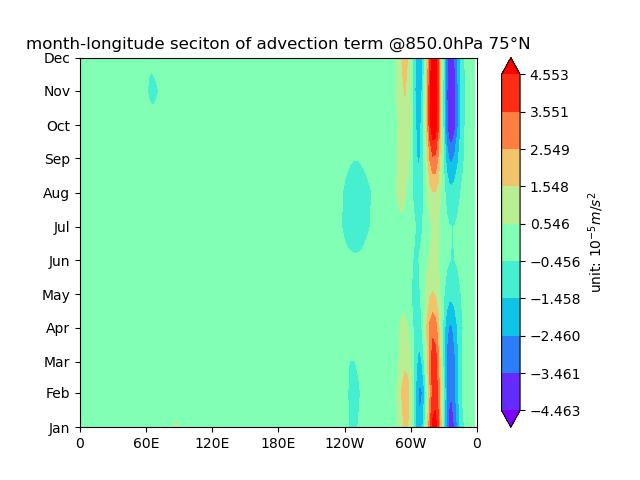 month-longitude seciton of advection term @850.0hPa 75°N
Dec
Nov
Oct
Sep
Aug
Jul
Jun
May
Apr
Mar
Feb
Jan
0 60E 120E 180E 120W 60W 0
4.553
3.551
2.549
1.548
0.546
−0.456
−1.458
−2.460
−3.461
−4.463
unit: 10⁻⁵m/s²